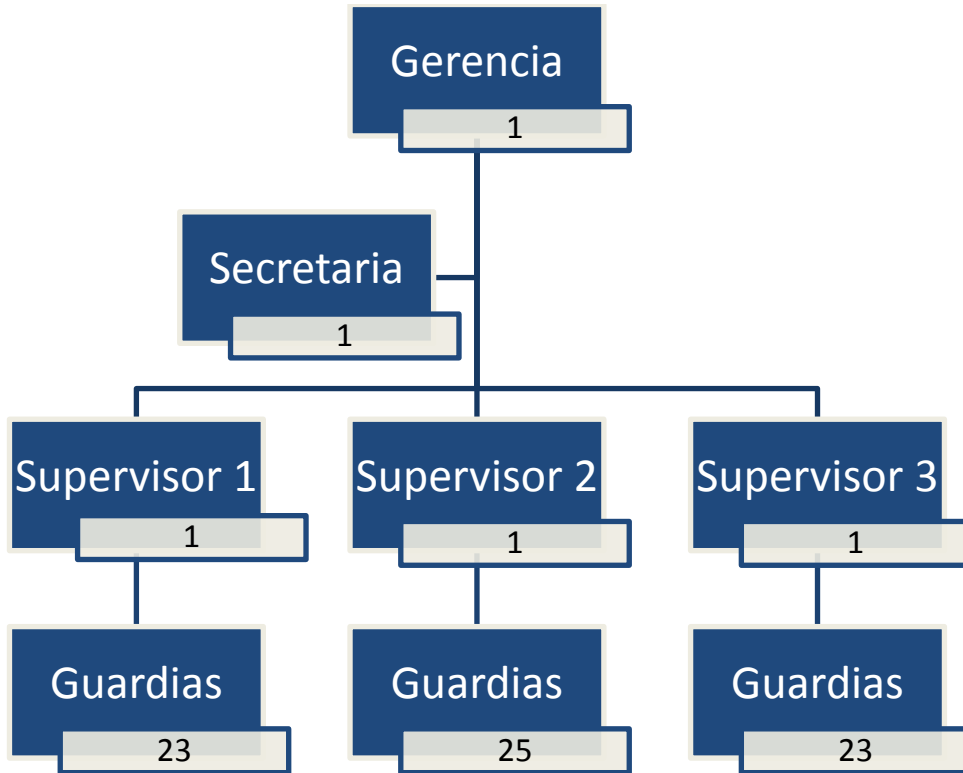 Gerencia
1
Secretaria
1
Supervisor 1
1
Supervisor 2
1
Supervisor 3
1
Guardias
23
Guardias
25
Guardias
23